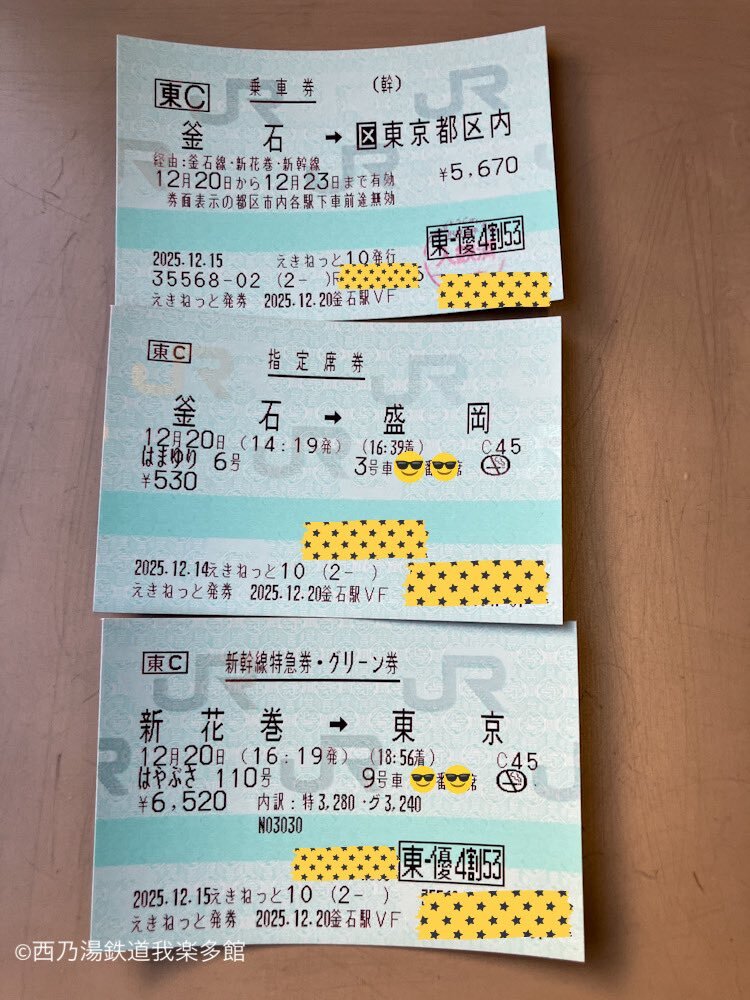 東C 乗車券 (幹)
釜石 → 区東京都区内
経由:釜石線・新花巻・新幹線
¥5,670
12月20日から12月23日まで有効
券面表示の都区市内各駅下車前途無効
東-優4割53
2025.12.15 えきねっと10発行
35568-02 (2- )
えきねっと発券 2025.12.20釜石駅VF
東C 指定席券
釜石 → 盛岡
12月20日 (14:19発) (16:39着) C45
はまゆり 6号 3号車 番 席
¥530
2025.12.14えきねっと10 (2- )
えきねっと発券 2025.12.20釜石駅VF
東C 新幹線特急券・グリーン券
新花巻 → 東京
12月20日 (16:19発) (18:56着) C45
はやぶさ 110号 9号車 番 席
¥6,520 内訳:特3,280・グ3,240
N03030
東-優4割53
2025.12.15えきねっと10 (2- )
えきねっと発券 2025.12.20釜石駅VF
©西乃湯鉄道我楽多館
JR